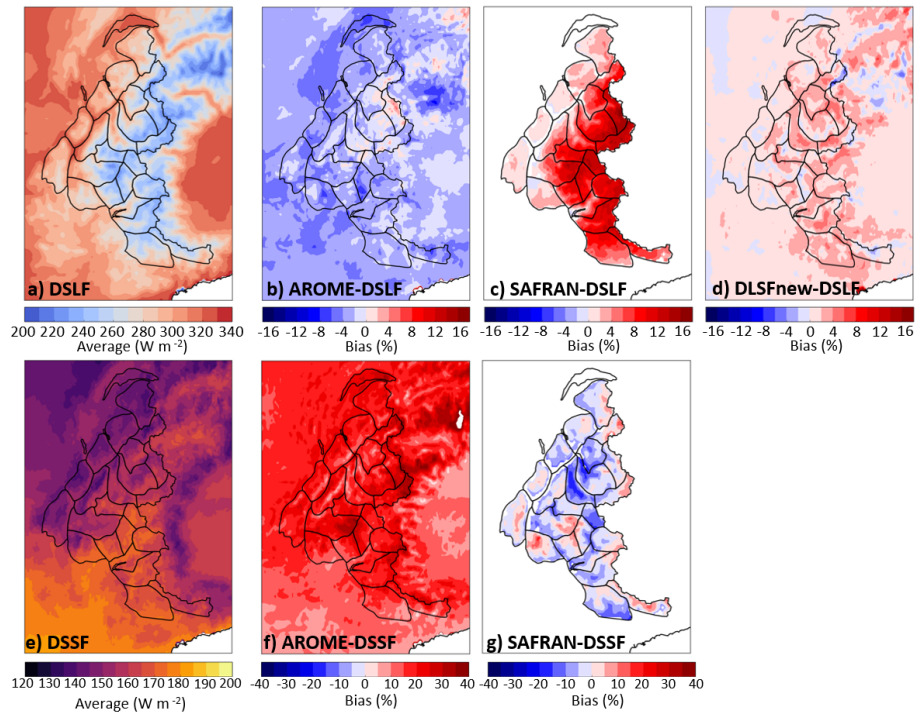 a) DSLF
b) AROME-DSLF
c) SAFRAN-DSLF
d) DLSFnew-DSLF
200 220 240 260 280 300 320 340
-16 -12 -8 -4 0 4 8 12 16
-16 -12 -8 -4 0 4 8 12 16
-16 -12 -8 -4 0 4 8 12 16
Average (W m -2)
Bias (%)
Bias (%)
Bias (%)
e) DSSF
f) AROME-DSSF
g) SAFRAN-DSSF
120 130 140 150 160 170 180 190 200
-40 -30 -20 -10 0 10 20 30 40
-40 -30 -20 -10 0 10 20 30 40
Average (W m -2)
Bias (%)
Bias (%)